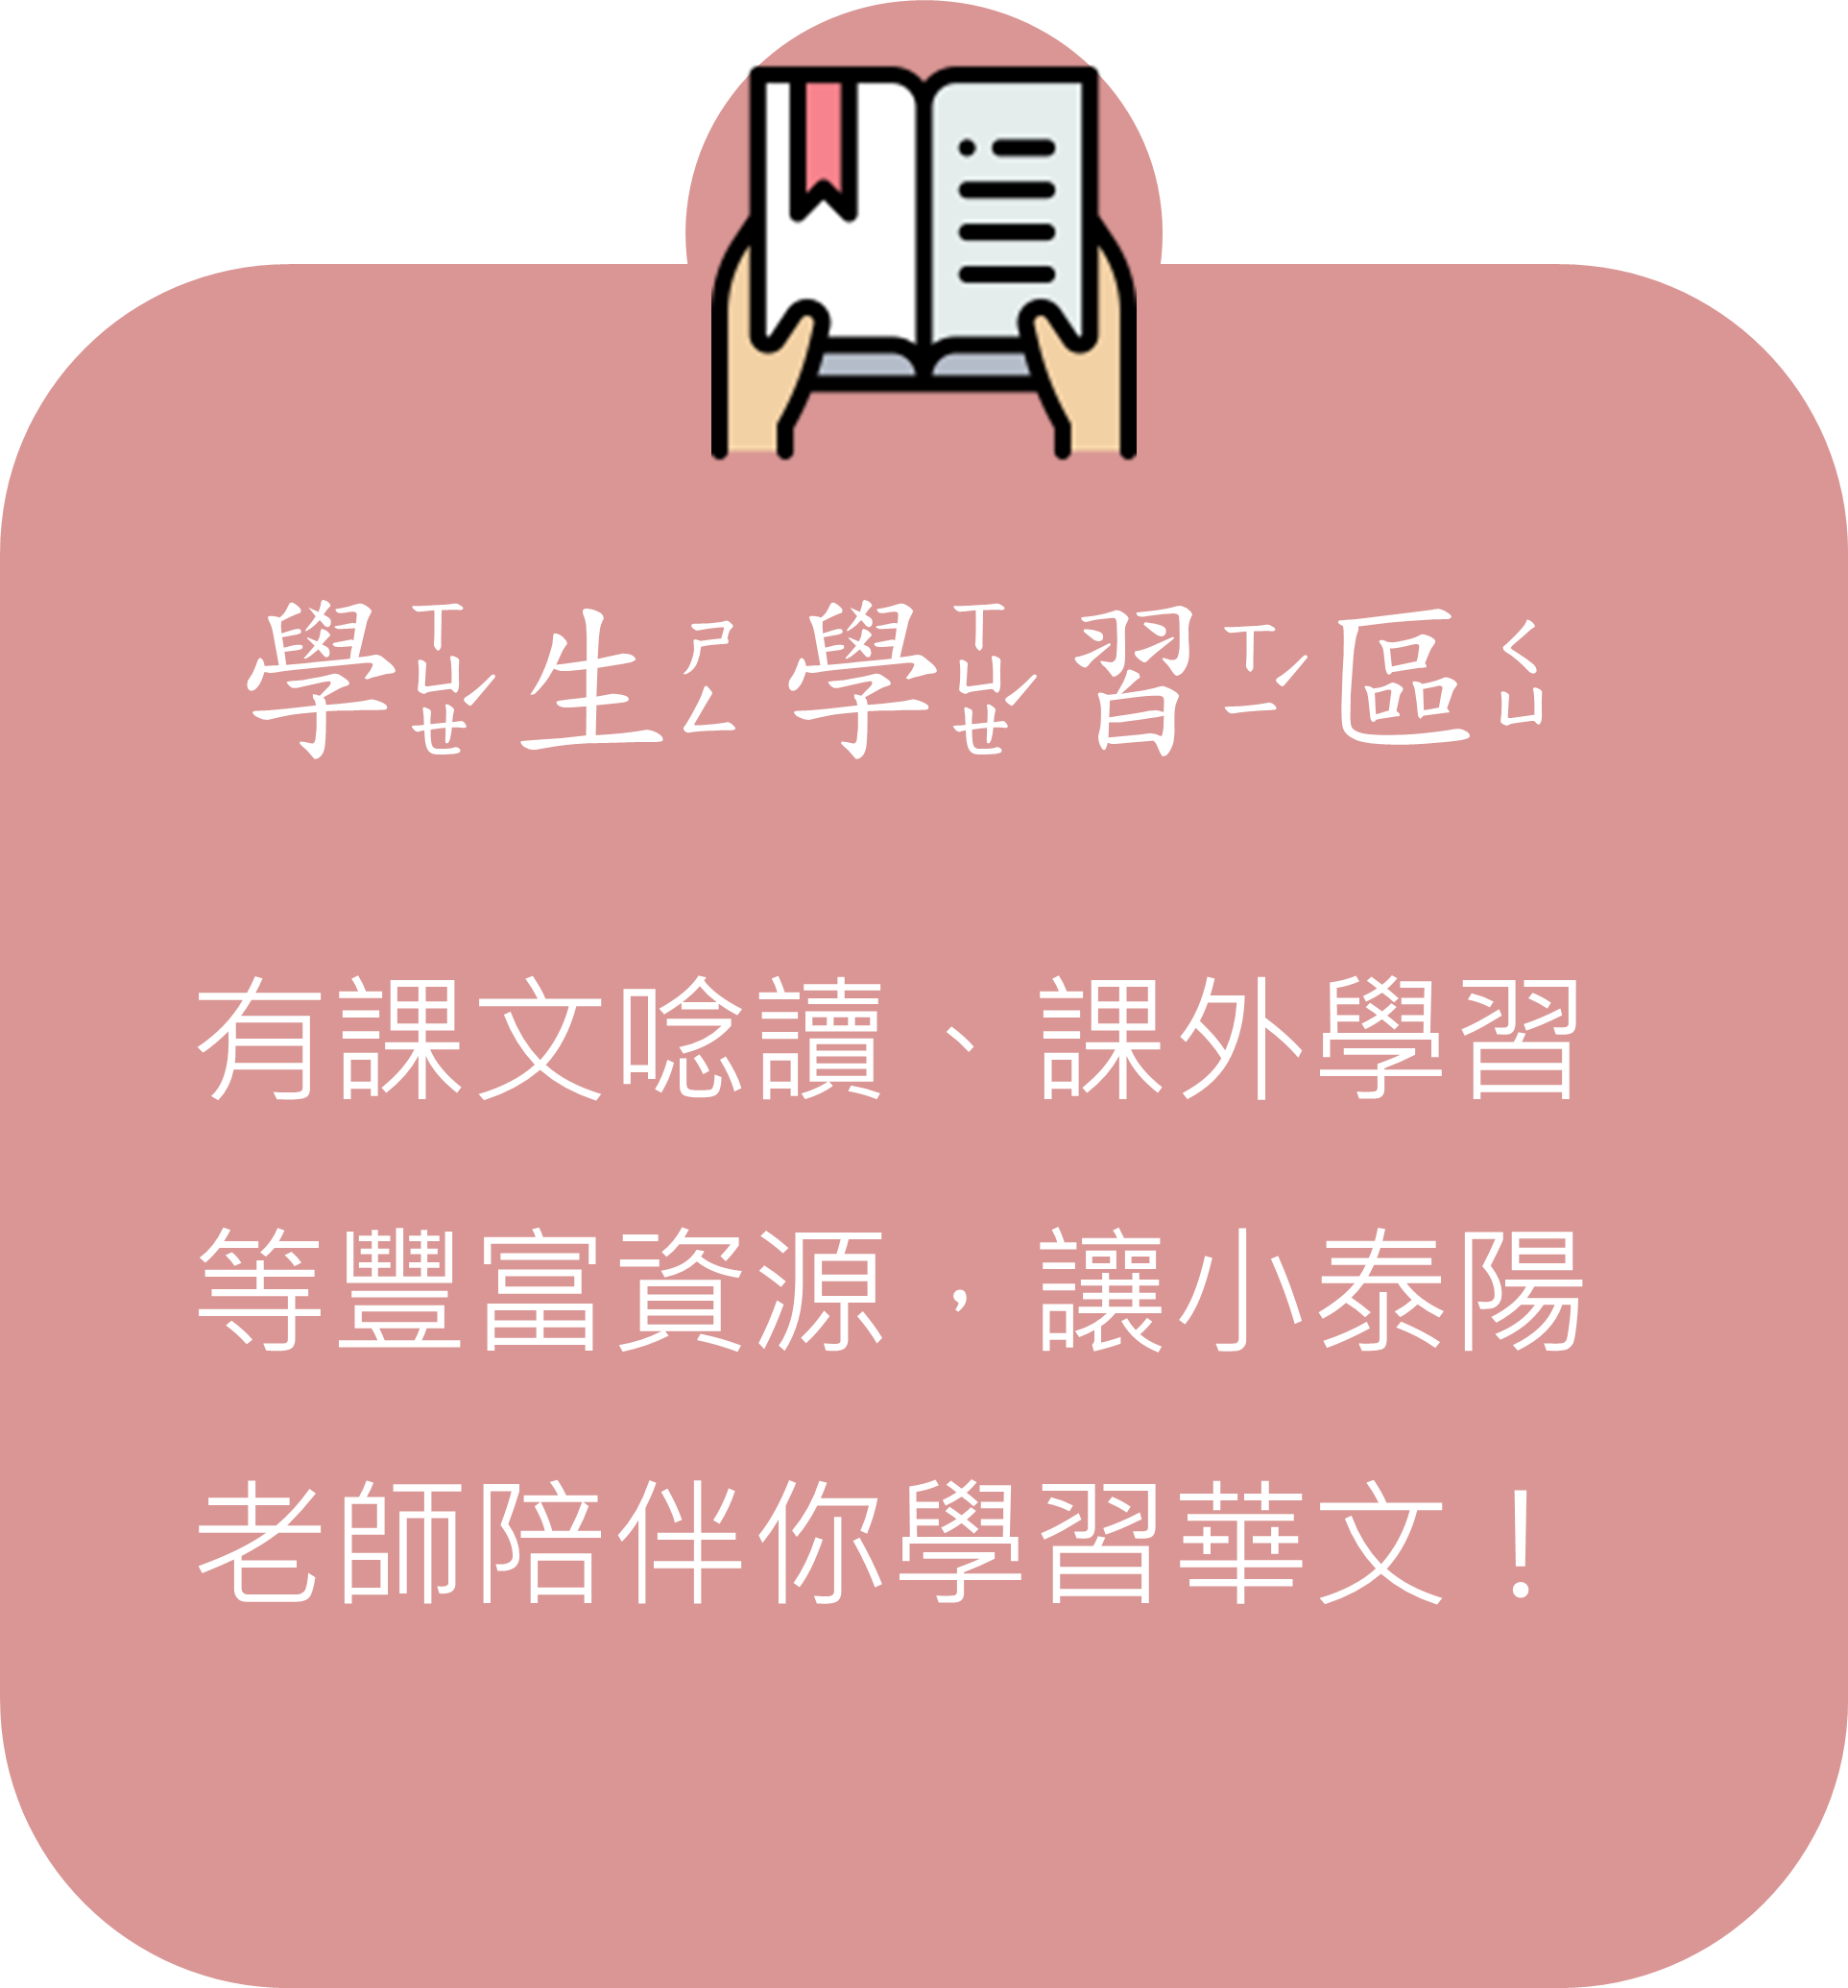 學生學習區
有課文唸讀、課外學習
等豐富資源，讓小泰陽
老師陪伴你學習華文！